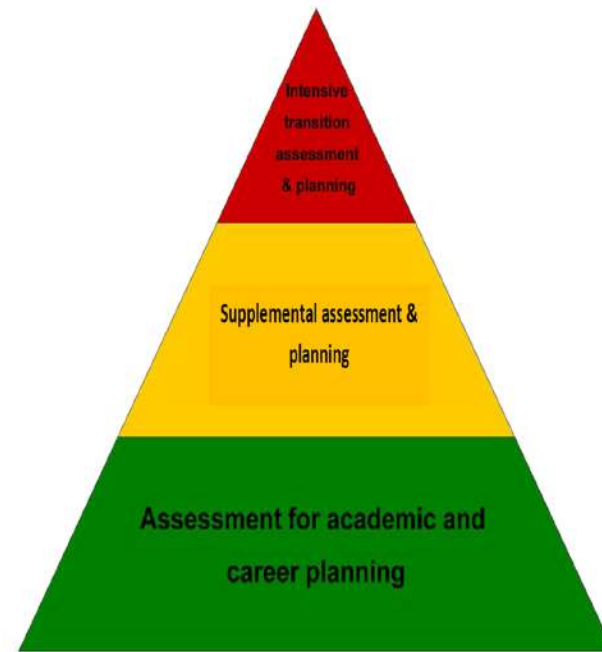 Intensive
transition
assessment
& planning
Supplemental assessment &
planning
Assessment for academic and
career planning